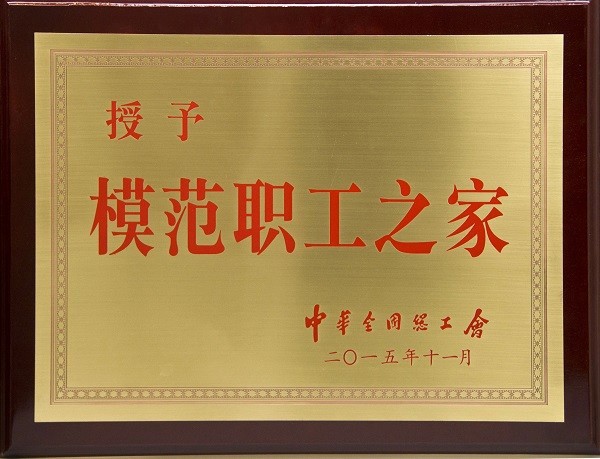 授予
模范职工之家
中华全国总工会
二〇一五年十一月